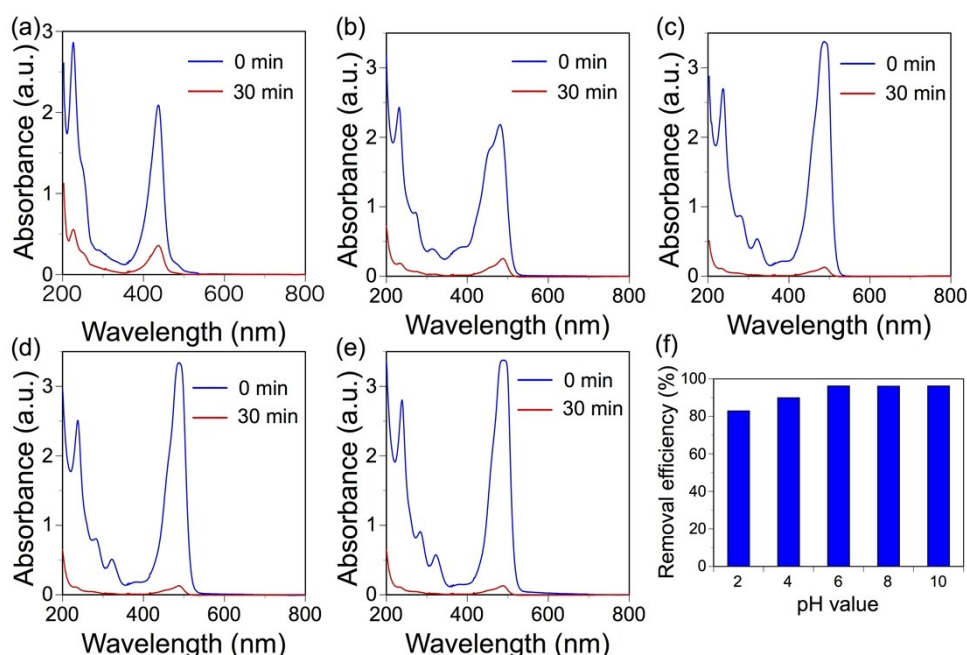 (a)
3
2
1
0
Absorbance (a.u.)
0 min
30 min
200 400 600 800
Wavelength (nm)
(b)
3
2
1
0
Absorbance (a.u.)
0 min
30 min
200 400 600 800
Wavelength (nm)
(c)
3
2
1
0
Absorbance (a.u.)
0 min
30 min
200 400 600 800
Wavelength (nm)
(d)
3
2
1
0
Absorbance (a.u.)
0 min
30 min
200 400 600 800
Wavelength (nm)
(e)
3
2
1
0
Absorbance (a.u.)
0 min
30 min
200 400 600 800
Wavelength (nm)
(f)
100
80
60
40
20
0
Removal efficiency (%)
2 4 6 8 10
pH value